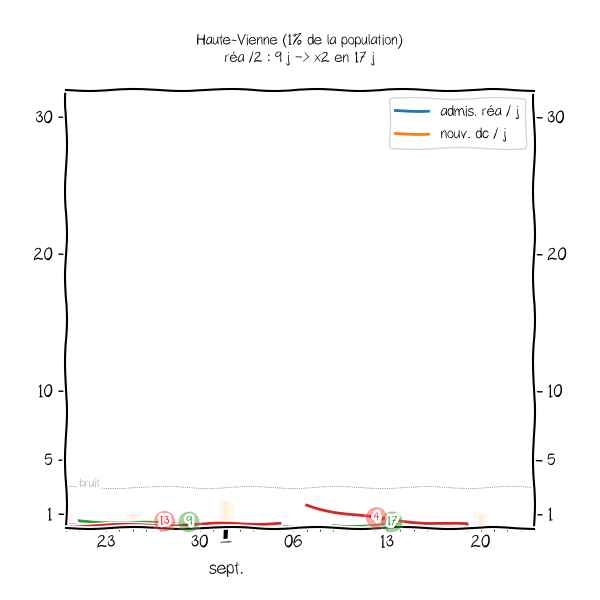 Haute-Vienne (1% de la population)
réa /2 : 9 j -> x2 en 17 j
admis. réa / j
nouv. dc / j
30 30
20 20
10 10
5 5
bruit
1 13 9 4 17 1
23 30 1 06 13 20
sept.